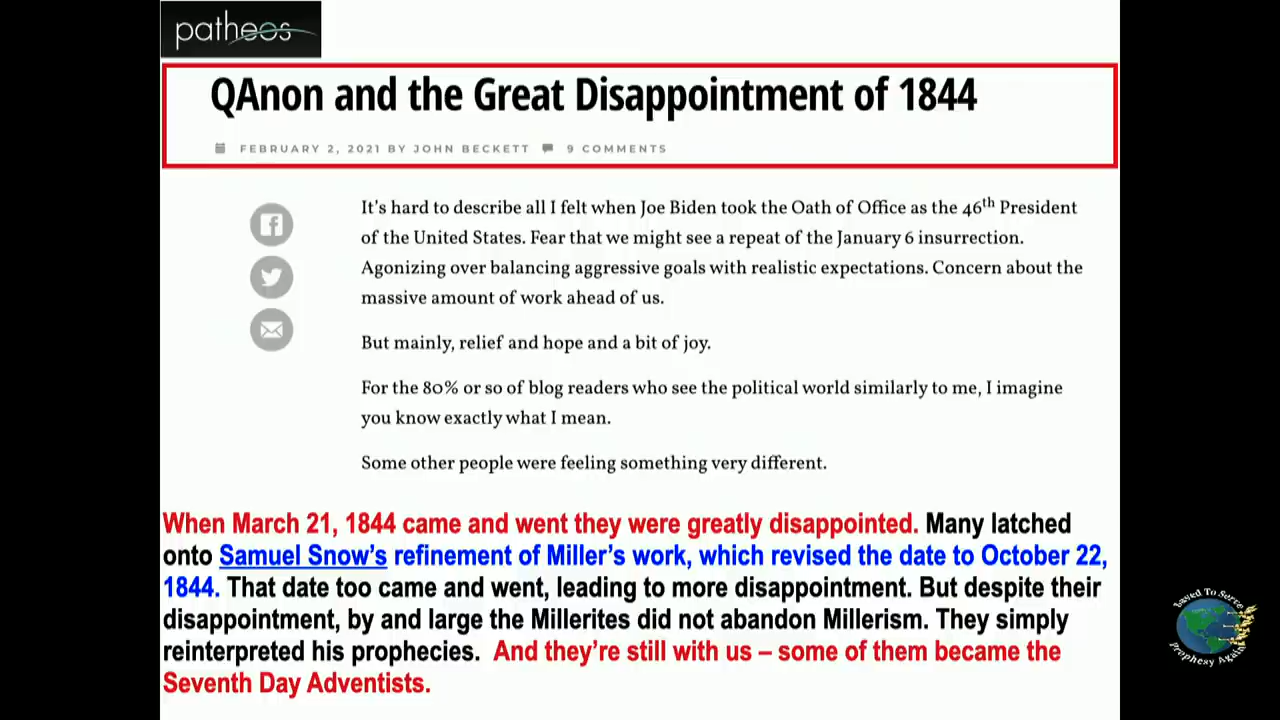 patheos
QAnon and the Great Disappointment of 1844
FEBRUARY 2, 2021 BY JOHN BECKETT 9 COMMENTS
It's hard to describe all I felt when Joe Biden took the Oath of Office as the 46th President
of the United States. Fear that we might see a repeat of the January 6 insurrection.
Agonizing over balancing aggressive goals with realistic expectations. Concern about the
massive amount of work ahead of us.
But mainly, relief and hope and a bit of joy.
For the 80% or so of blog readers who see the political world similarly to me, I imagine
you know exactly what I mean.
Some other people were feeling something very different.
When March 21, 1844 came and went they were greatly disappointed. Many latched
onto Samuel Snow's refinement of Miller's work, which revised the date to October 22,
1844. That date too came and went, leading to more disappointment. But despite their
disappointment, by and large the Millerites did not abandon Millerism. They simply
reinterpreted his prophecies. And they're still with us – some of them became the
Seventh Day Adventists.
To Serve
Prophesy Again